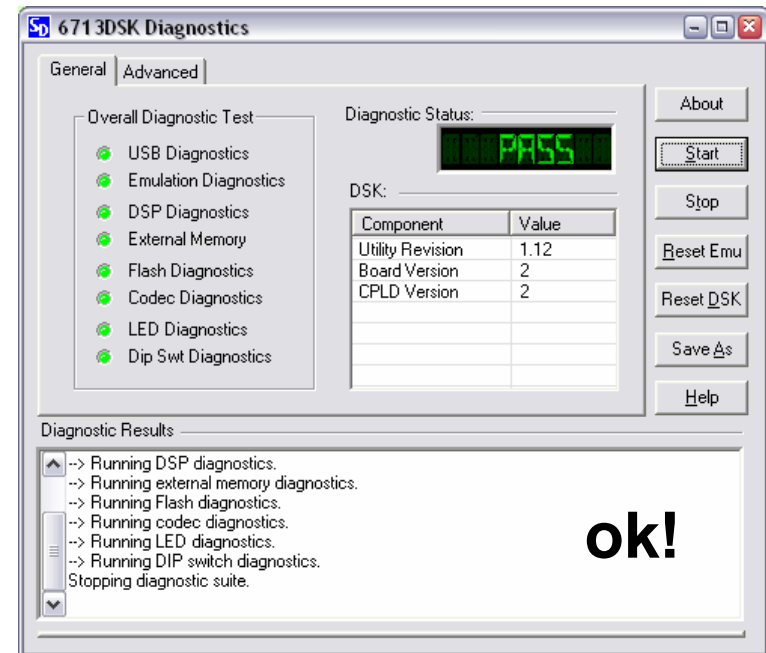 SD 6713DSK Diagnostics
General Advanced
Overall Diagnostic Test
USB Diagnostics
Emulation Diagnostics
DSP Diagnostics
External Memory
Flash Diagnostics
Codec Diagnostics
LED Diagnostics
Dip Swt Diagnostics
Diagnostic Status:
PASS
DSK:
Component Value
Utility Revision 1.12
Board Version 2
CPLD Version 2
About
Start
Stop
Reset Emu
Reset DSK
Save As
Help
Diagnostic Results
--> Running DSP diagnostics.
--> Running external memory diagnostics.
--> Running Flash diagnostics.
--> Running codec diagnostics.
--> Running LED diagnostics.
--> Running DIP switch diagnostics.
Stopping diagnostic suite.
ok!